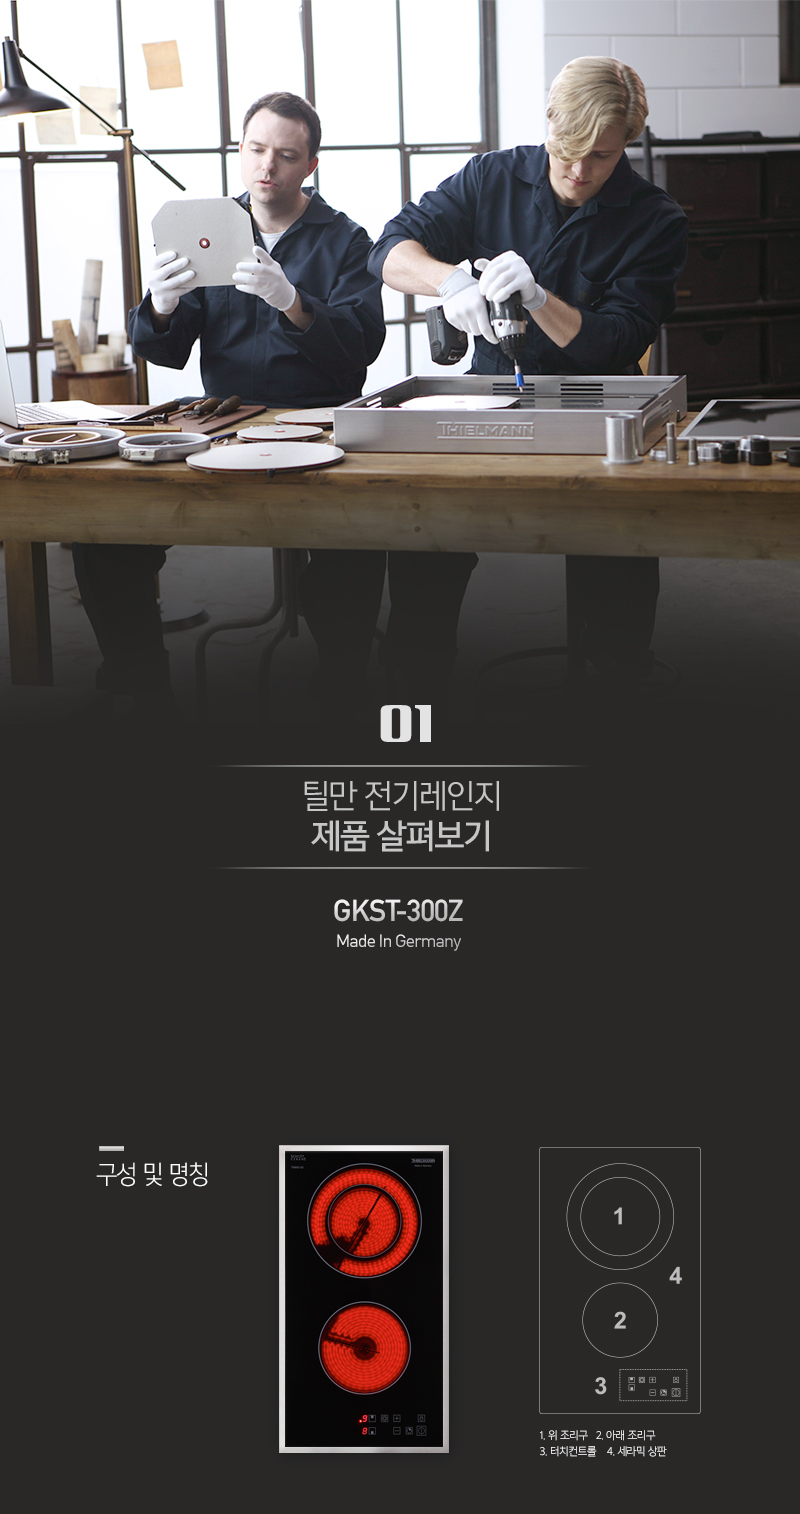 THIELMANN
01
틸만 전기레인지
제품 살펴보기
GKST-300Z
Made In Germany
구성 및 명칭
9
8
1
4
2
3
1. 위 조리구 2. 아래 조리구
3. 터치컨트롤 4. 세라믹 상판